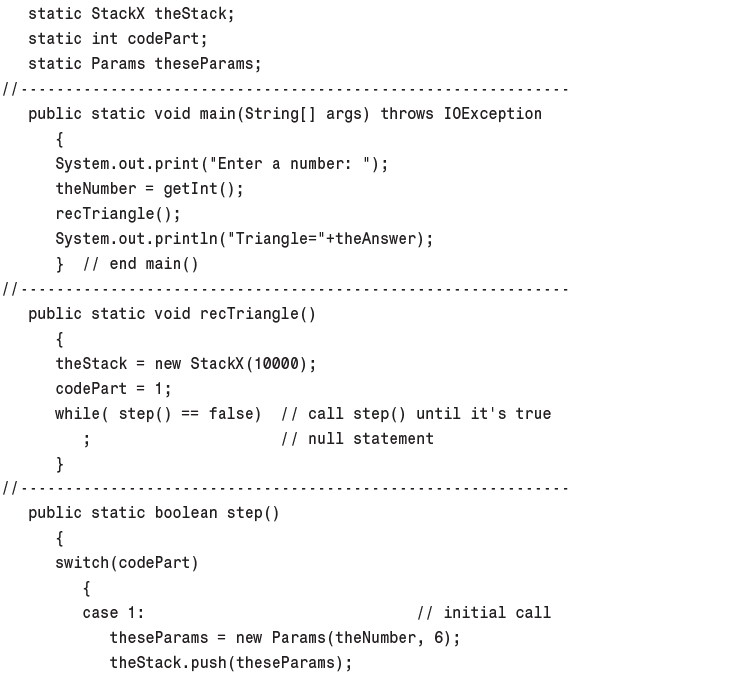 static StackX theStack;
static int codePart;
static Params theseParams;
//-------------------------------------------------------------
public static void main(String[] args) throws IOException
{
System.out.print("Enter a number: ");
theNumber = getInt();
recTriangle();
System.out.println("Triangle="+theAnswer);
}  // end main()
//-------------------------------------------------------------
public static void recTriangle()
{
theStack = new StackX(10000);
codePart = 1;
while( step() == false)  // call step() until it's true
;                     // null statement
}
//-------------------------------------------------------------
public static boolean step()
{
switch(codePart)
{
case 1:                              // initial call
theseParams = new Params(theNumber, 6);
theStack.push(theseParams);